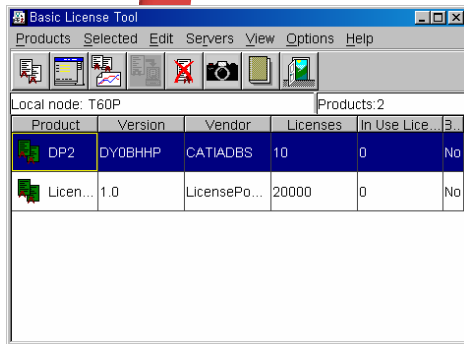 Basic License Tool
Products Selected Edit Servers View Options Help
Local node: T60P Products:2
Product Version Vendor Licenses In Use Lice... 3...
DP2 DY0BHHP CATIADBS 10 0 No
Licen... 1.0 LicensePo... 20000 0 No